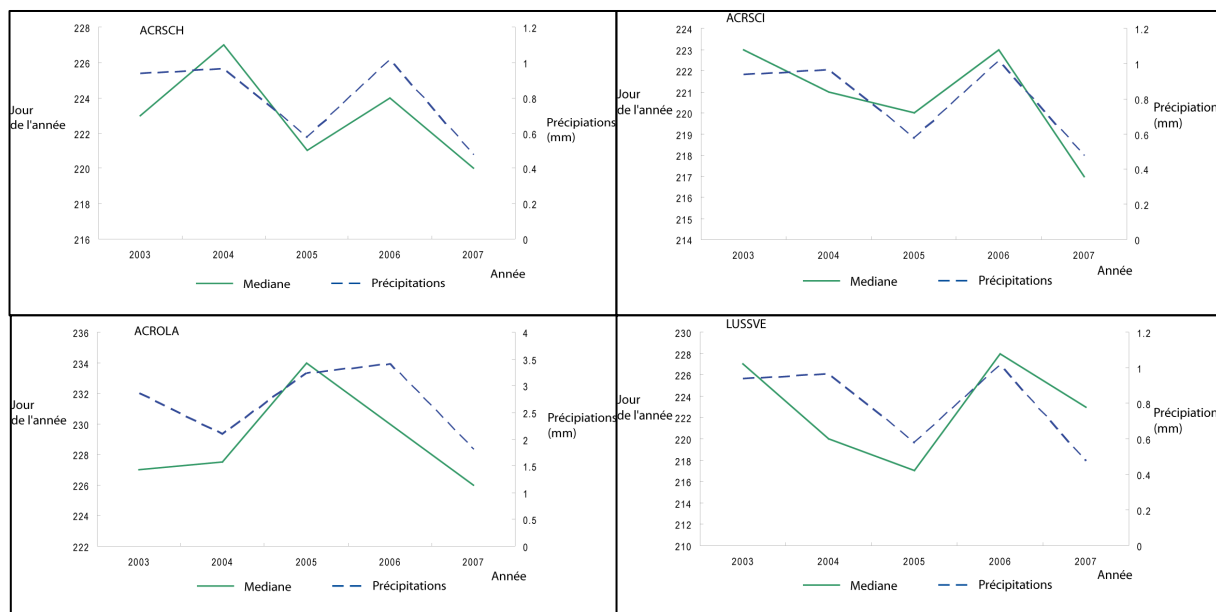 ACRSCH
228
226
224
222
220
218
216
Jour
de l'année
1.2
1
0.8
0.6
0.4
0.2
0
Précipiations
(mm)
2003 2004 2005 2006 2007
Année
Mediane Précipitations
ACRSCI
224
223
222
221
220
219
218
217
216
215
214
Jour
de l'année
1.2
1
0.8
0.6
0.4
0.2
0
Précipiations
(mm)
2003 2004 2005 2006 2007
Année
Mediane Précipitations
ACROLA
236
234
232
230
228
226
224
222
Jour
de l'année
4
3.5
3
2.5
2
1.5
1
0.5
0
Précipiations
(mm)
2003 2004 2005 2006 2007
Année
Mediane Précipitations
LUSSVE
230
228
226
224
222
220
218
216
214
212
210
Jour
de l'année
1.2
1
0.8
0.6
0.4
0.2
0
Précipiations
(mm)
2003 2004 2005 2006 2007
Année
Mediane Précipitations